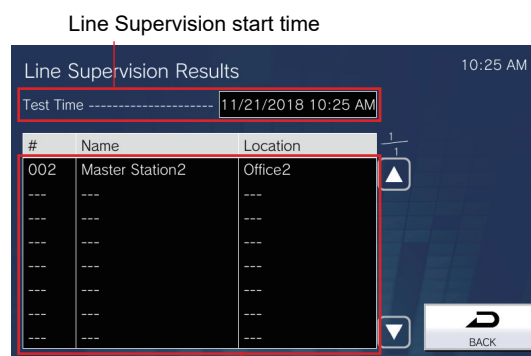 Line Supervision start time
Line Supervision Results 10:25 AM
Test Time --------------------- 11/21/2018 10:25 AM
# Name Location 1/1
002 Master Station2 Office2
--- --- ---
--- --- ---
--- --- ---
--- --- ---
--- --- ---
--- --- ---
--- --- ---
BACK